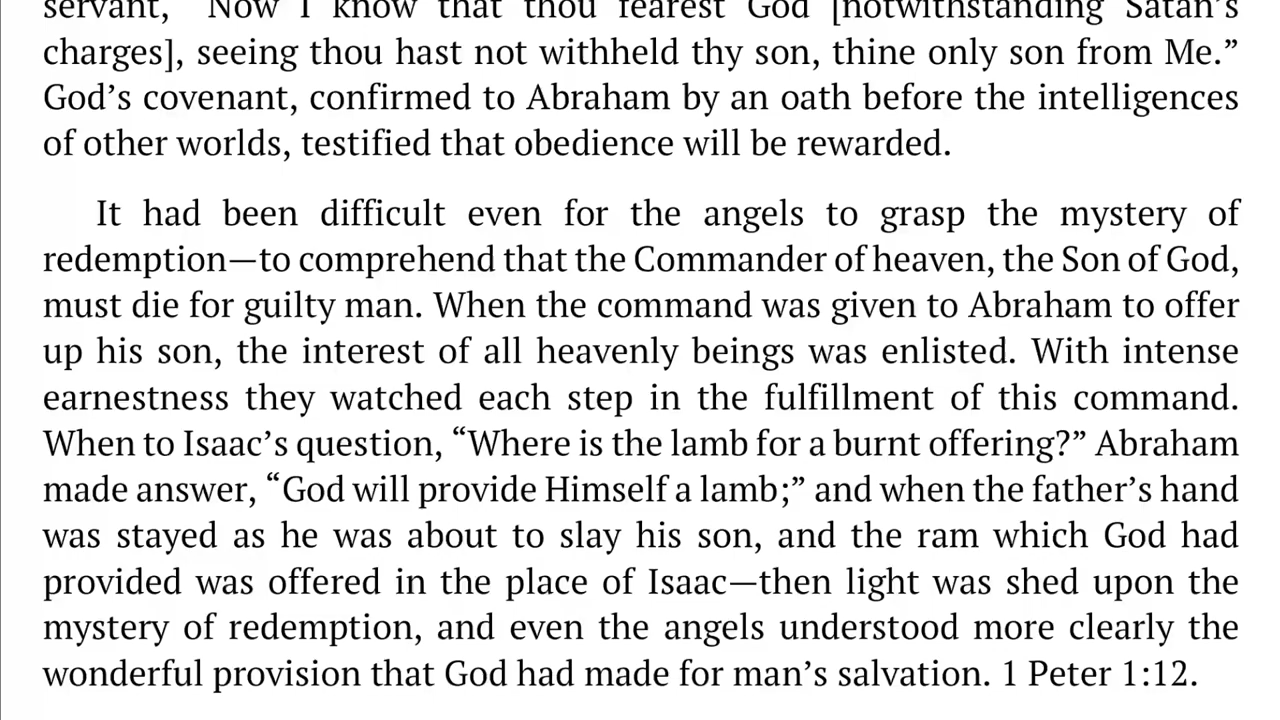 servant, “Now I know that thou fearest God [notwithstanding Satan’s
charges], seeing thou hast not withheld thy son, thine only son from Me.”
God’s covenant, confirmed to Abraham by an oath before the intelligences
of other worlds, testified that obedience will be rewarded.
It had been difficult even for the angels to grasp the mystery of
redemption—to comprehend that the Commander of heaven, the Son of God,
must die for guilty man. When the command was given to Abraham to offer
up his son, the interest of all heavenly beings was enlisted. With intense
earnestness they watched each step in the fulfillment of this command.
When to Isaac’s question, “Where is the lamb for a burnt offering?” Abraham
made answer, “God will provide Himself a lamb;” and when the father’s hand
was stayed as he was about to slay his son, and the ram which God had
provided was offered in the place of Isaac—then light was shed upon the
mystery of redemption, and even the angels understood more clearly the
wonderful provision that God had made for man’s salvation. 1 Peter 1:12.